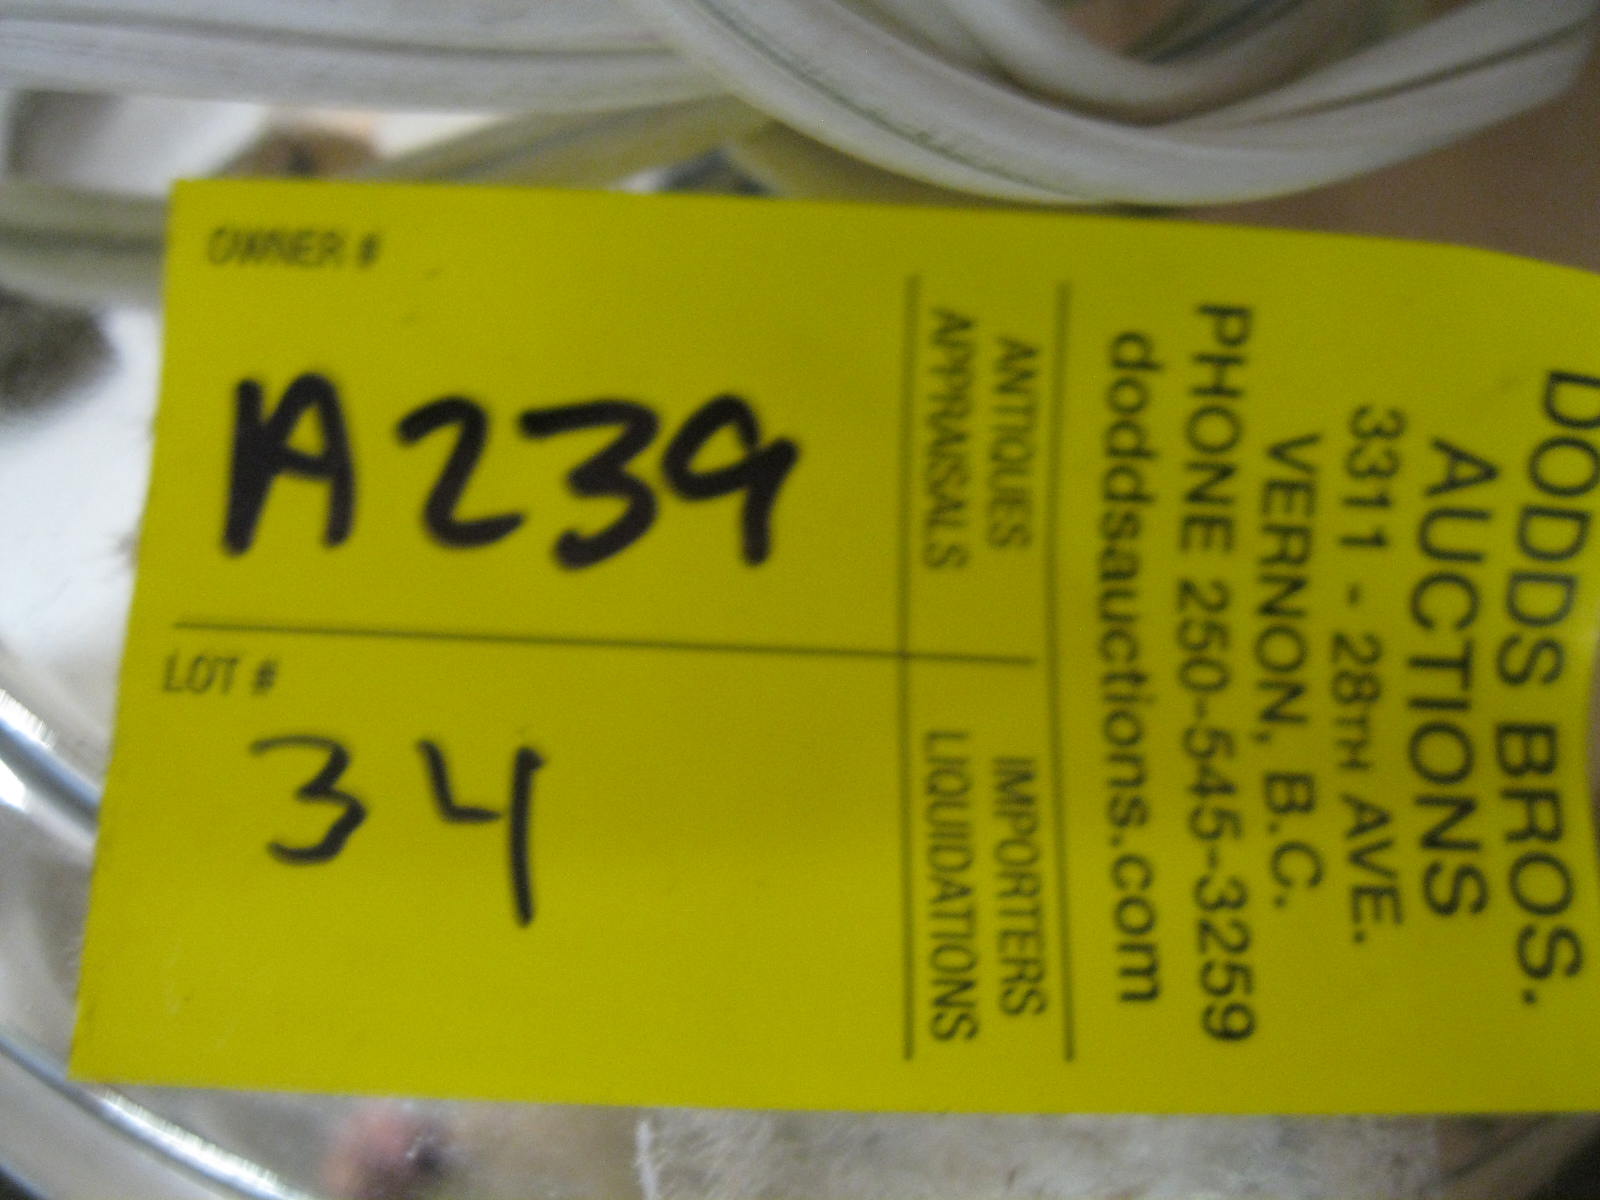 OWNER #
A239
LOT #
34
DODDS BROS.
AUCTIONS
3311 - 28TH AVE.
VERNON, B.C.
PHONE 250-545-3259
doddsauctions.com
ANTIQUES IMPORTERS
APPRAISALS LIQUIDATIONS